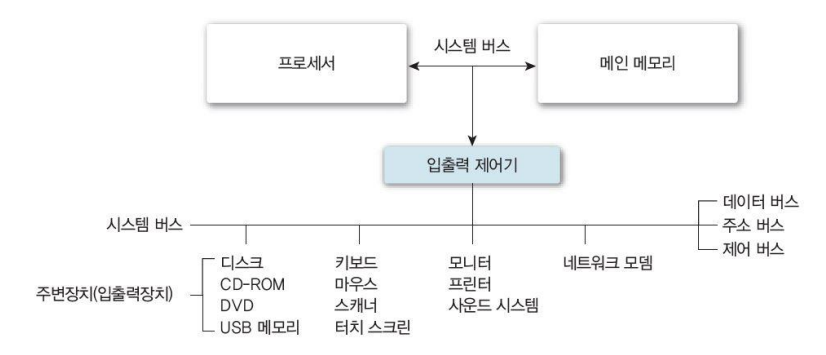 시스템 버스
프로세서
메인 메모리
입출력 제어기
시스템 버스
데이터 버스
주소 버스
제어 버스
주변장치(입출력장치)
디스크
CD-ROM
DVD
USB 메모리
키보드
마우스
스캐너
터치 스크린
모니터
프린터
사운드 시스템
네트워크 모뎀